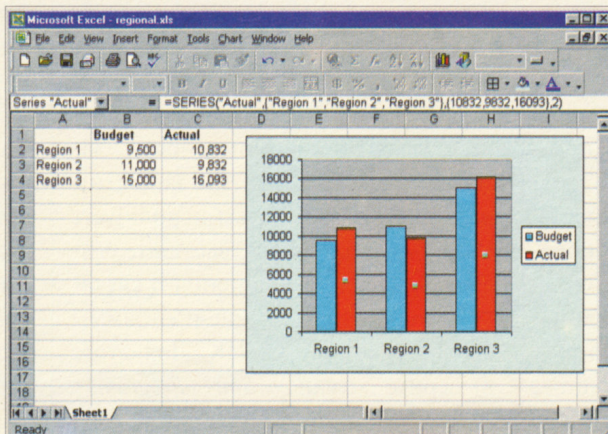 Microsoft Excel - regional.xls
File Edit View Insert Format Tools Chart Window Help
Series "Actual" = =SERIES("Actual",{"Region 1","Region 2","Region 3"},{10832,9832,16093},2)
A B C D E F G H I
1 Budget Actual
2 Region 1 9,500 10,832
3 Region 2 11,000 9,832
4 Region 3 15,000 16,093
5
6
7
8
9
10
11
12
13
14
15
16
17
18
18000
16000
14000
12000
10000
8000
6000
4000
2000
0
Region 1 Region 2 Region 3
Budget
Actual
Sheet1
Ready